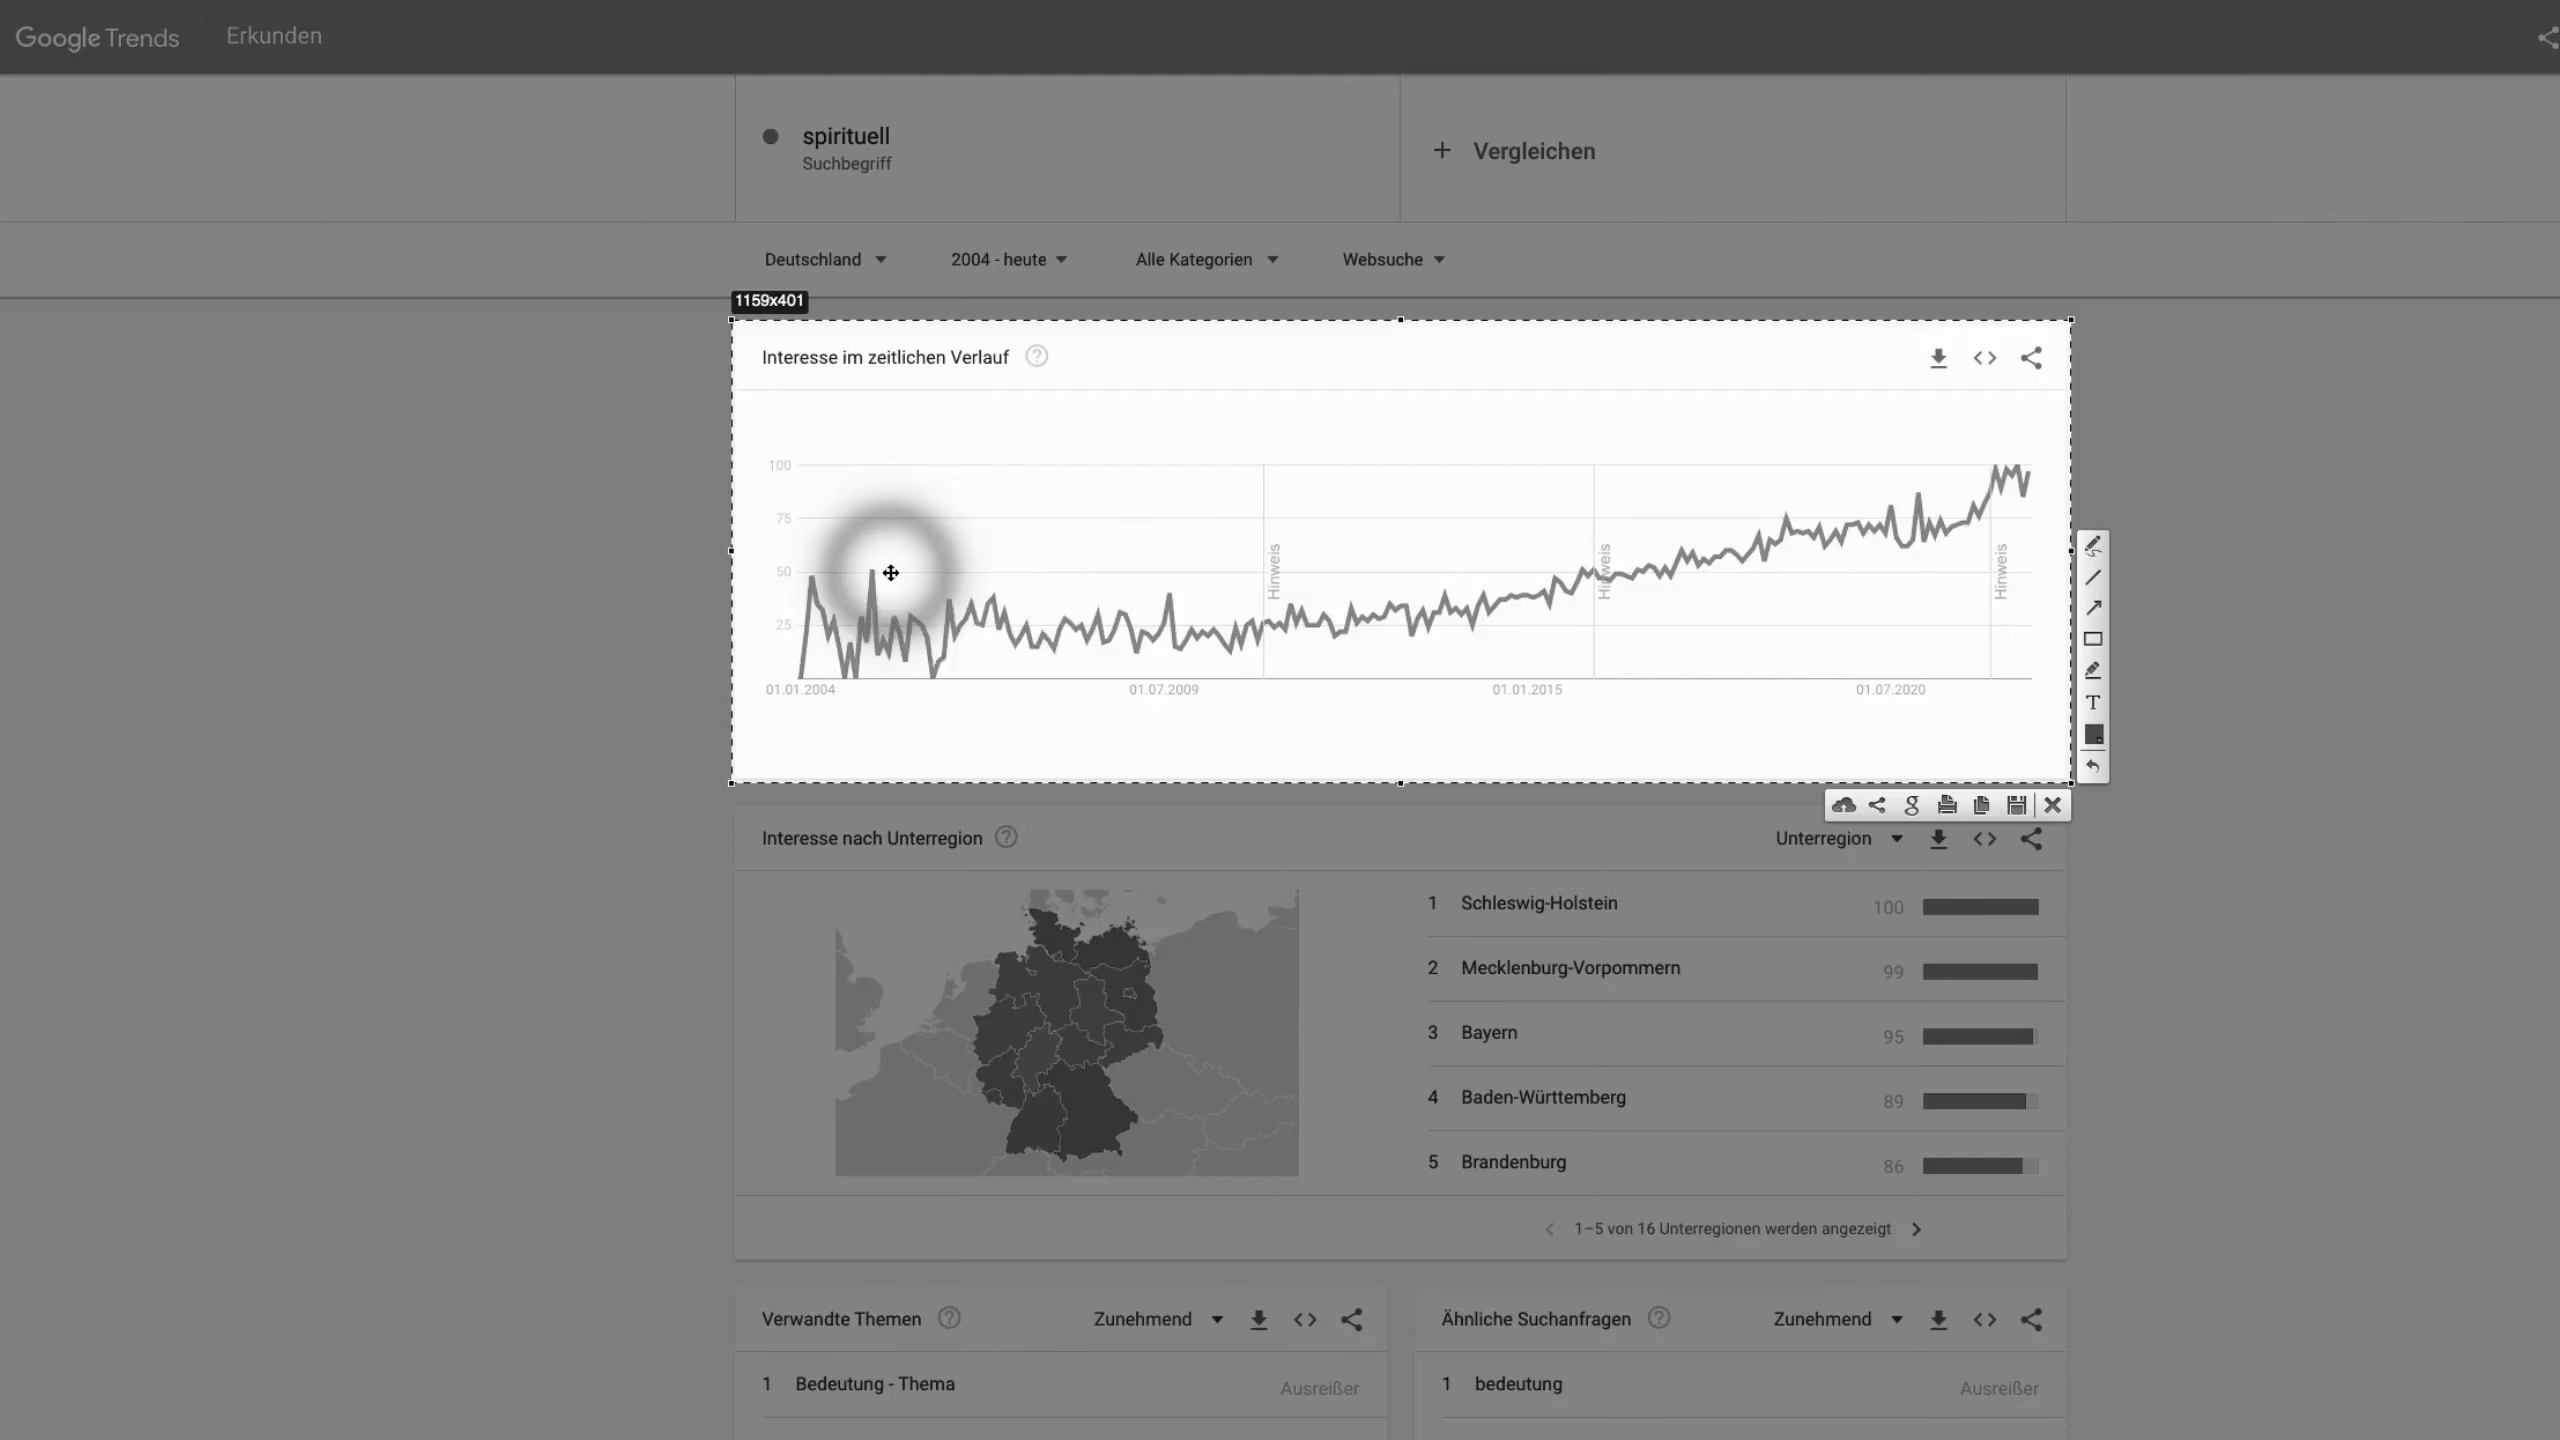 Google Trends Erkunden
spirituell
Suchbegriff
+ Vergleichen
Deutschland 2004 - heute Alle Kategorien Websuche
1159x401
Interesse im zeitlichen Verlauf ?
100
75
50
25
Hinweis
Hinweis
Hinweis
01.01.2004 01.07.2009 01.01.2015 01.07.2020
T
g
Interesse nach Unterregion ? Unterregion
1 Schleswig-Holstein 100
2 Mecklenburg-Vorpommern 99
3 Bayern 95
4 Baden-Württemberg 89
5 Brandenburg 86
1–5 von 16 Unterregionen werden angezeigt
Verwandte Themen ? Zunehmend
1 Bedeutung - Thema Ausreißer
Ähnliche Suchanfragen ? Zunehmend
1 bedeutung Ausreißer